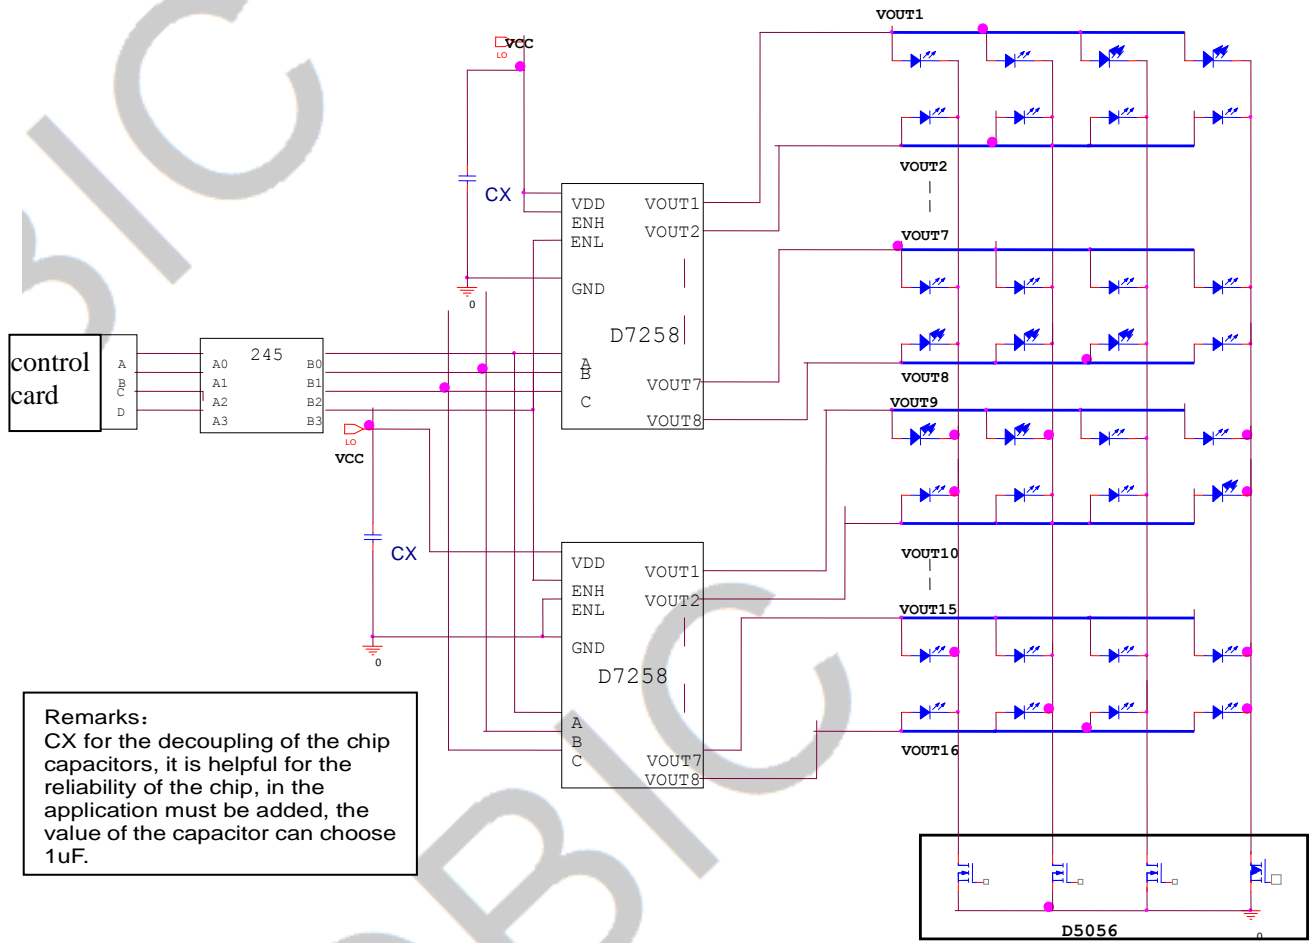 VOUT1
VCC
LO
CX
VDD
ENH
ENL
GND
D7258
A
B
C
VOUT1
VOUT2
VOUT7
VOUT8
0
VOUT2
VOUT7
VOUT8
VOUT9
control
card
A
B
C
D
245
A0
A1
A2
A3
B0
B1
B2
B3
LO
VCC
CX
0
VDD
ENH
ENL
GND
D7258
A
B
C
VOUT1
VOUT2
VOUT7
VOUT8
VOUT10
VOUT15
VOUT16
Remarks：
CX for the decoupling of the chip
capacitors, it is helpful for the
reliability of the chip, in the
application must be added, the
value of the capacitor can choose
1uF.
D5056
0
BIC
OBIC